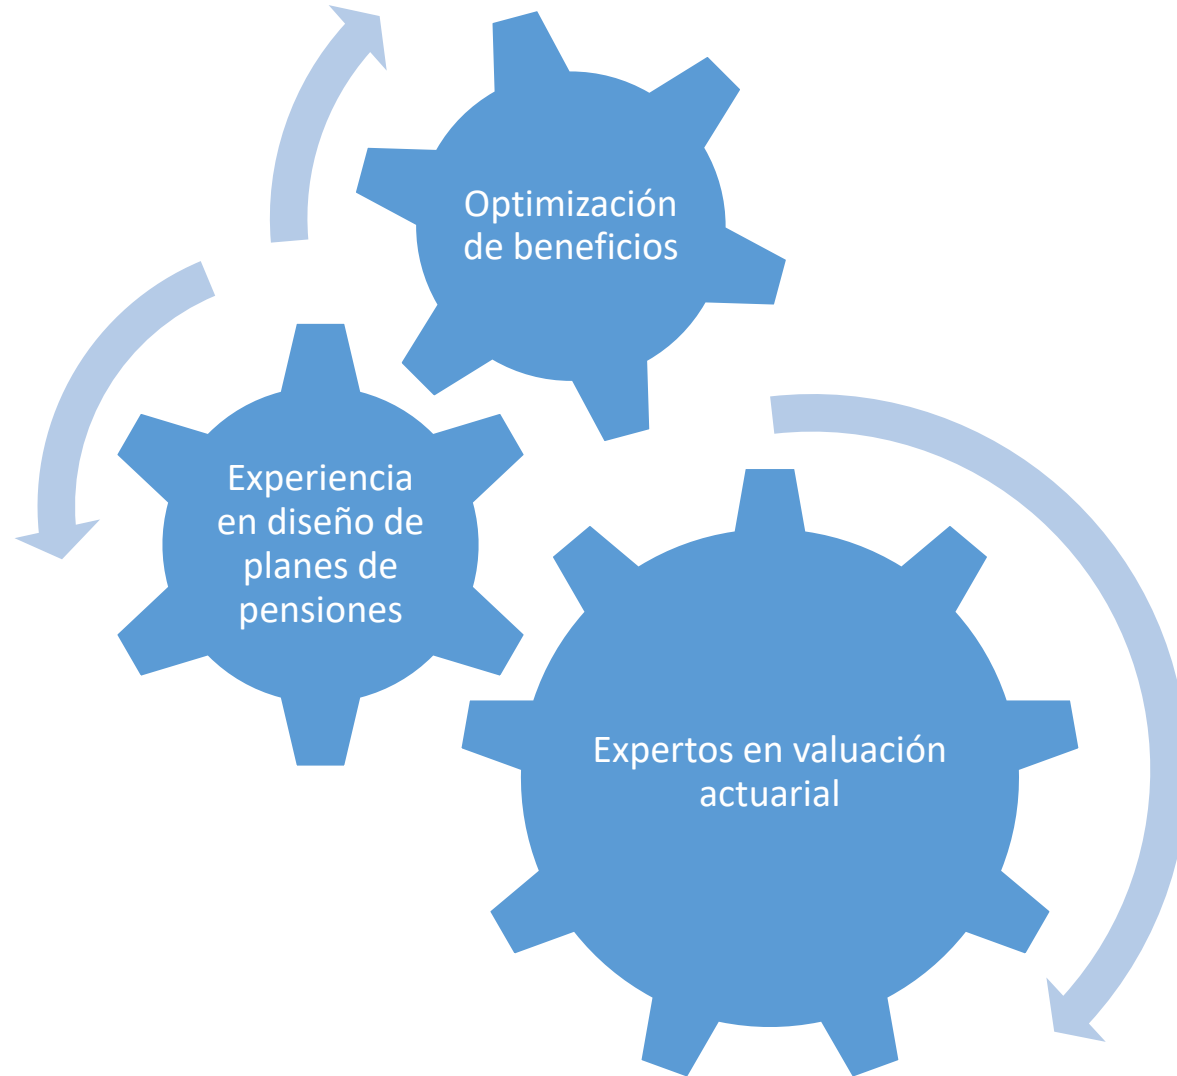 Optimización
de beneficios
Experiencia
en diseño de
planes de
pensiones
Expertos en valuación
actuarial